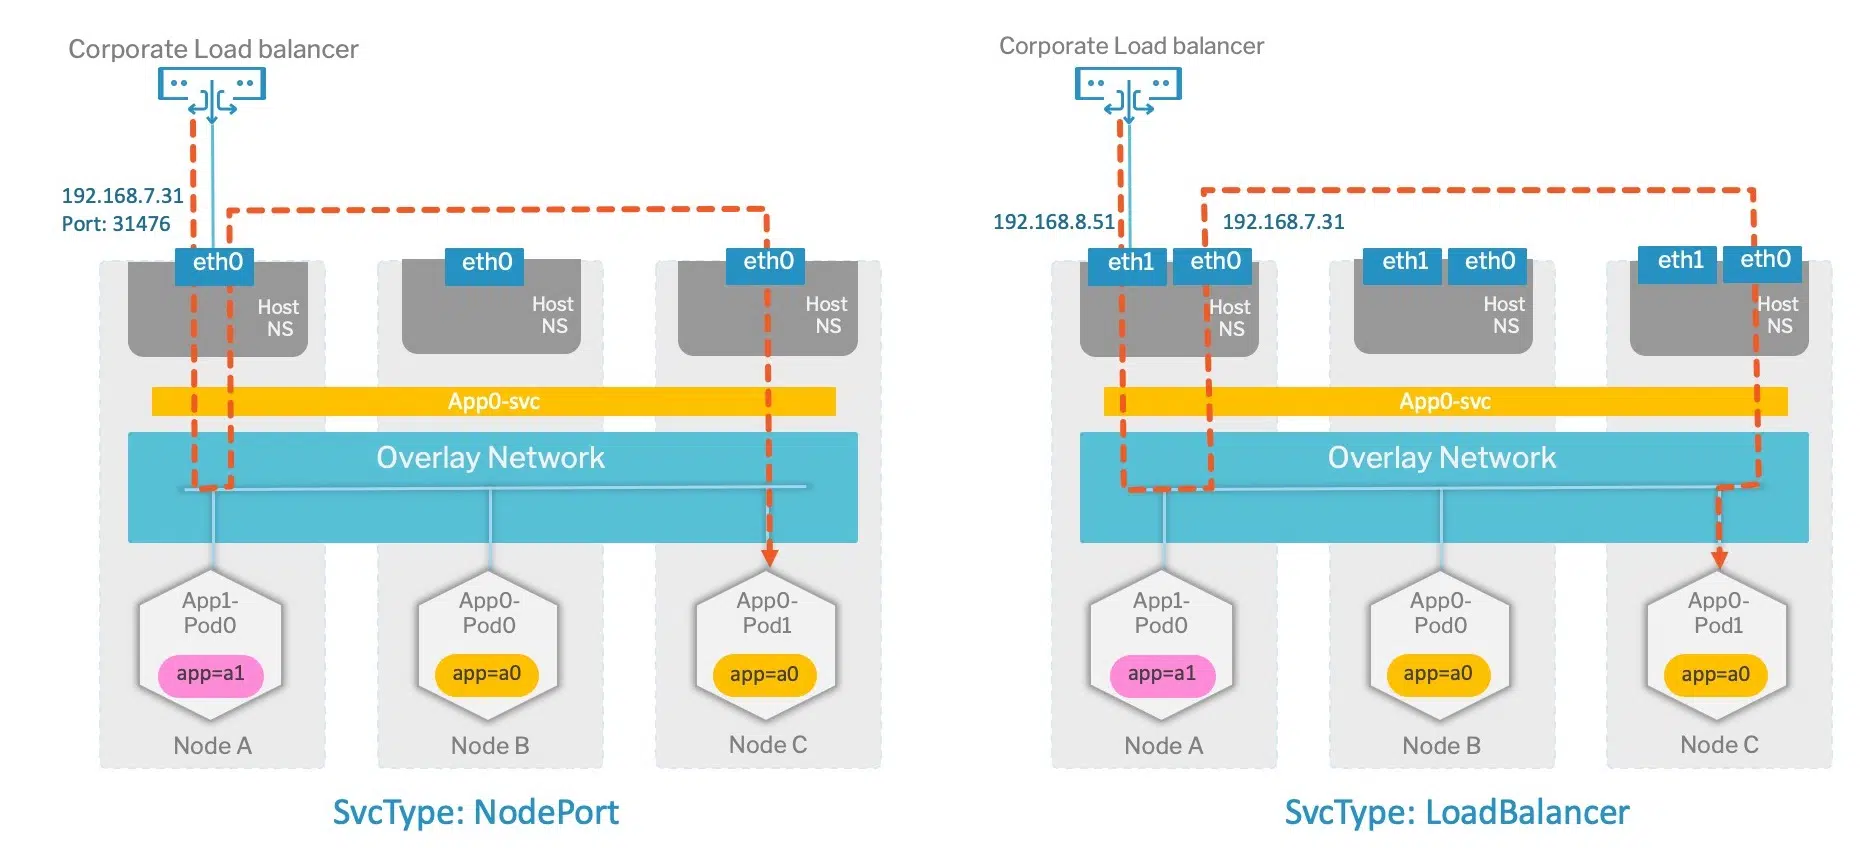 Corporate Load balancer
192.168.7.31
Port: 31476
eth0
eth0
eth0
Host
NS
Host
NS
Host
NS
App0-svc
Overlay Network
App1-
Pod0
app=a1
App0-
Pod0
app=a0
App0-
Pod1
app=a0
Node A
Node B
Node C
SvcType: NodePort
Corporate Load balancer
192.168.8.51
192.168.7.31
eth1
eth0
eth1
eth0
eth1
eth0
Host
NS
Host
NS
Host
NS
App0-svc
Overlay Network
App1-
Pod0
app=a1
App0-
Pod0
app=a0
App0-
Pod1
app=a0
Node A
Node B
Node C
SvcType: LoadBalancer